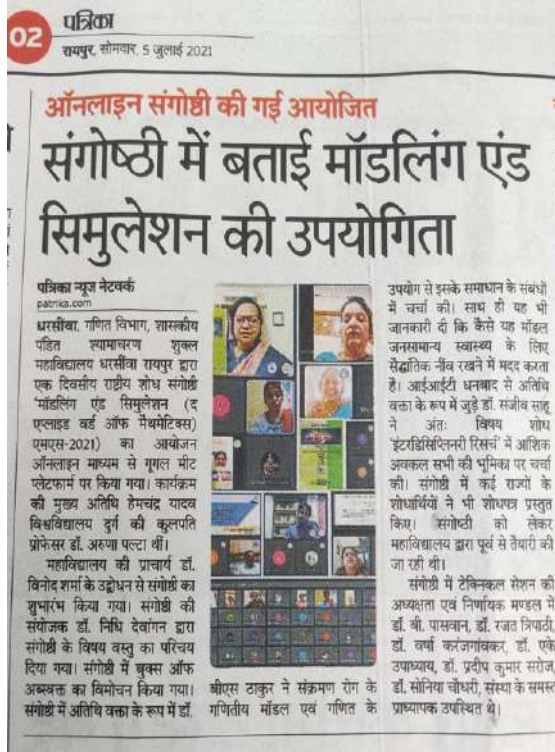 02
पत्रिका
रायपुर, सोमवार, 5 जुलाई 2021
ऑनलाइन संगोष्ठी की गई आयोजित
संगोष्ठी में बताई मॉडलिंग एंड
सिमुलेशन की उपयोगिता
पत्रिका न्यूज नेटवर्क
patrika.com
धरसींवा. गणित विभाग, शासकीय
पंडित श्यामाचरण शुक्ल
महाविद्यालय धरसींवा रायपुर द्वारा
एक दिवसीय राष्ट्रीय शोध संगोष्ठी
'मॉडलिंग एंड सिमुलेशन (द
एप्लाइड वर्ड ऑफ मैथमेटिक्स)
एमएस-2021) का आयोजन
ऑनलाइन माध्यम से गूगल मीट
प्लेटफार्म पर किया गया। कार्यक्रम
की मुख्य अतिथि हेमचंद्र यादव
विश्वविद्यालय दुर्ग की कुलपति
प्रोफेसर डॉ. अरुणा पल्टा थीं।
महाविद्यालय की प्राचार्य डॉ.
विनोद शर्मा के उद्बोधन से संगोष्ठी का
शुभारंभ किया गया। संगोष्ठी की
संयोजक डॉ. निधि देवांगन द्वारा
संगोष्ठी के विषय वस्तु का परिचय
दिया गया। संगोष्ठी में बुक्स ऑफ
अब्स्त्रक्त का विमोचन किया गया।
संगोष्ठी में अतिथि वक्ता के रूप में डॉ.
बीएस ठाकुर ने संक्रमण रोग के
गणितीय मॉडल एवं गणित के
उपयोग से इसके समाधान के संबंधों
में चर्चा की। साथ ही यह भी
जानकारी दी कि कैसे यह मॉडल
जनसामान्य स्वास्थ्य के लिए
सैद्धांतिक नींव रखने में मदद करता
है। आईआईटी धनबाद से अतिथि
वक्ता के रूप में जुड़े डॉ. संजीव साहू
ने अंतः विषय शोध
'इंटरडिसिप्लिनरी रिसर्च' में आंशिक
अवकल सभी की भूमिका पर चर्चा
की। संगोष्ठी में कई राज्यों के
शोधार्थियों ने भी शोधपत्र प्रस्तुत
किए। संगोष्ठी को लेकर
महाविद्यालय द्वारा पूर्व से तैयारी की
जा रही थी।
संगोष्ठी में टेक्निकल सेशन की
अध्यक्षता एवं निर्णायक मण्डल में
डॉ. बी. पासवान, डॉ. रजत त्रिपाठी,
डॉ. वर्षा करंजगांवकर, डॉ. एके
उपाध्याय, डॉ. प्रदीप कुमार सरोज,
डॉ. सोनिया चौधरी, संस्था के समस्त
प्राध्यापक उपस्थित थे।